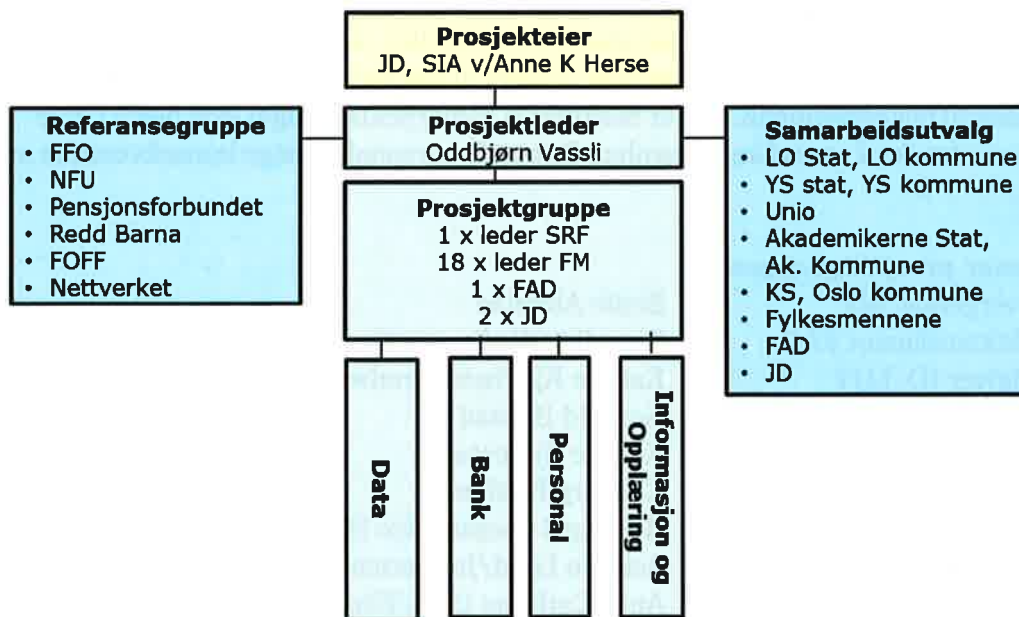 Prosjekteier
JD, SIA v/Anne K Herse
Referansegruppe
• FFO
• NFU
• Pensjonsforbundet
• Redd Barna
• FOFF
• Nettverket
Prosjektleder
Oddbjørn Vassli
Prosjektgruppe
1 x leder SRF
18 x leder FM
1 x FAD
2 x JD
Samarbeidsutvalg
• LO Stat, LO kommune
• YS stat, YS kommune
• Unio
• Akademikerne Stat,
Ak. Kommune
• KS, Oslo kommune
• Fylkesmennene
• FAD
• JD
Data
Bank
Personal
Informasjon og
Opplæring